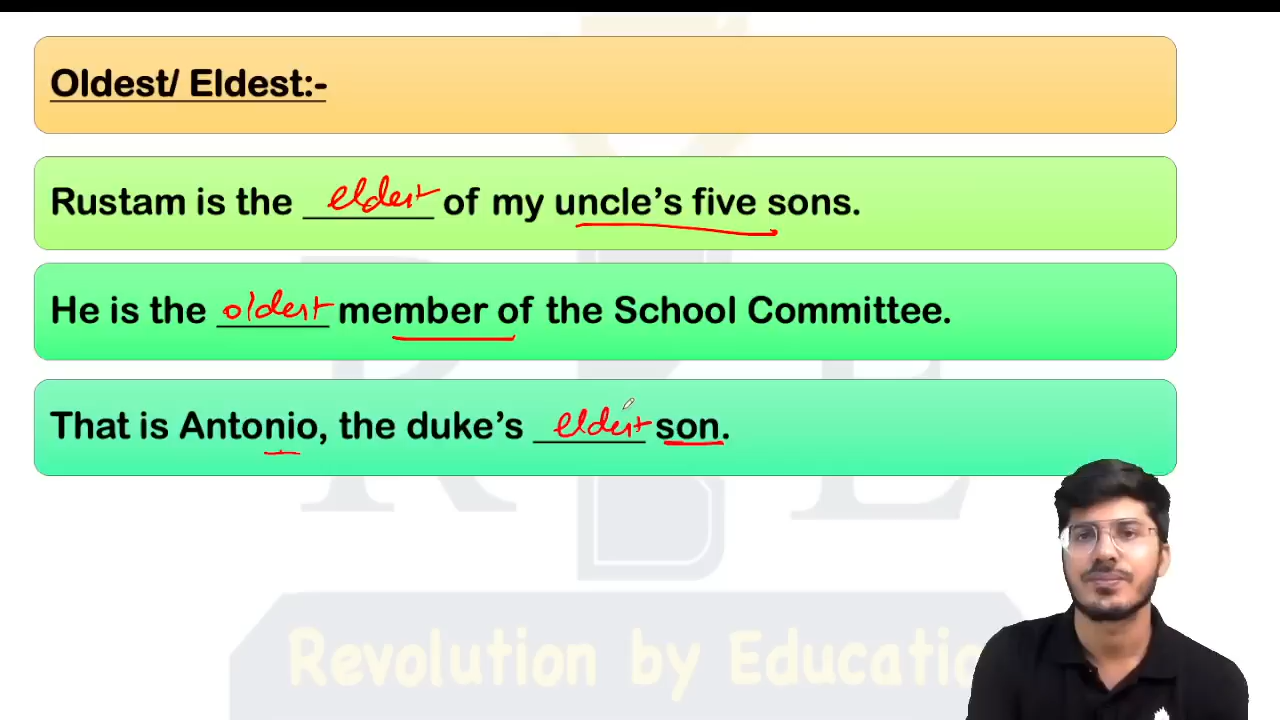 Oldest/ Eldest:-
Rustam is the eldest of my uncle's five sons.
He is the oldest member of the School Committee.
That is Antonio, the duke's eldest son.
R E
Revolution by Educatio